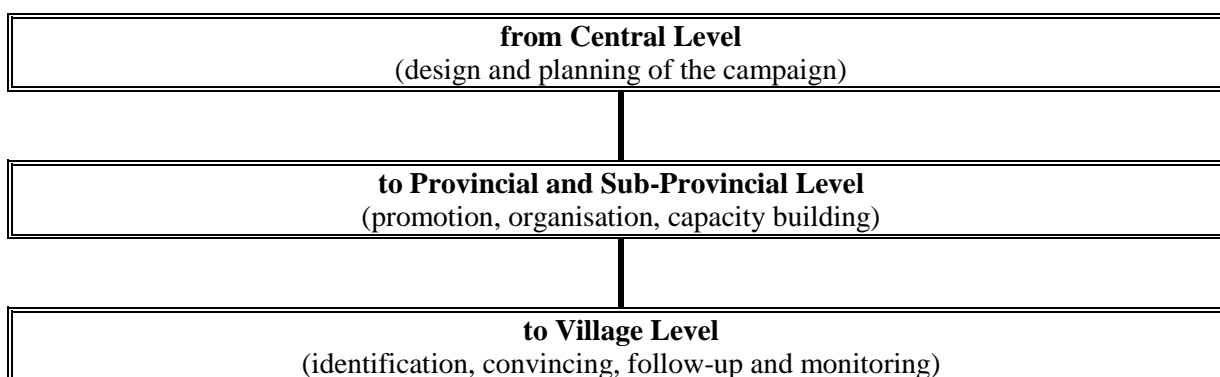 from Central Level
(design and planning of the campaign)
to Provincial and Sub-Provincial Level
(promotion, organisation, capacity building)
to Village Level
(identification, convincing, follow-up and monitoring)